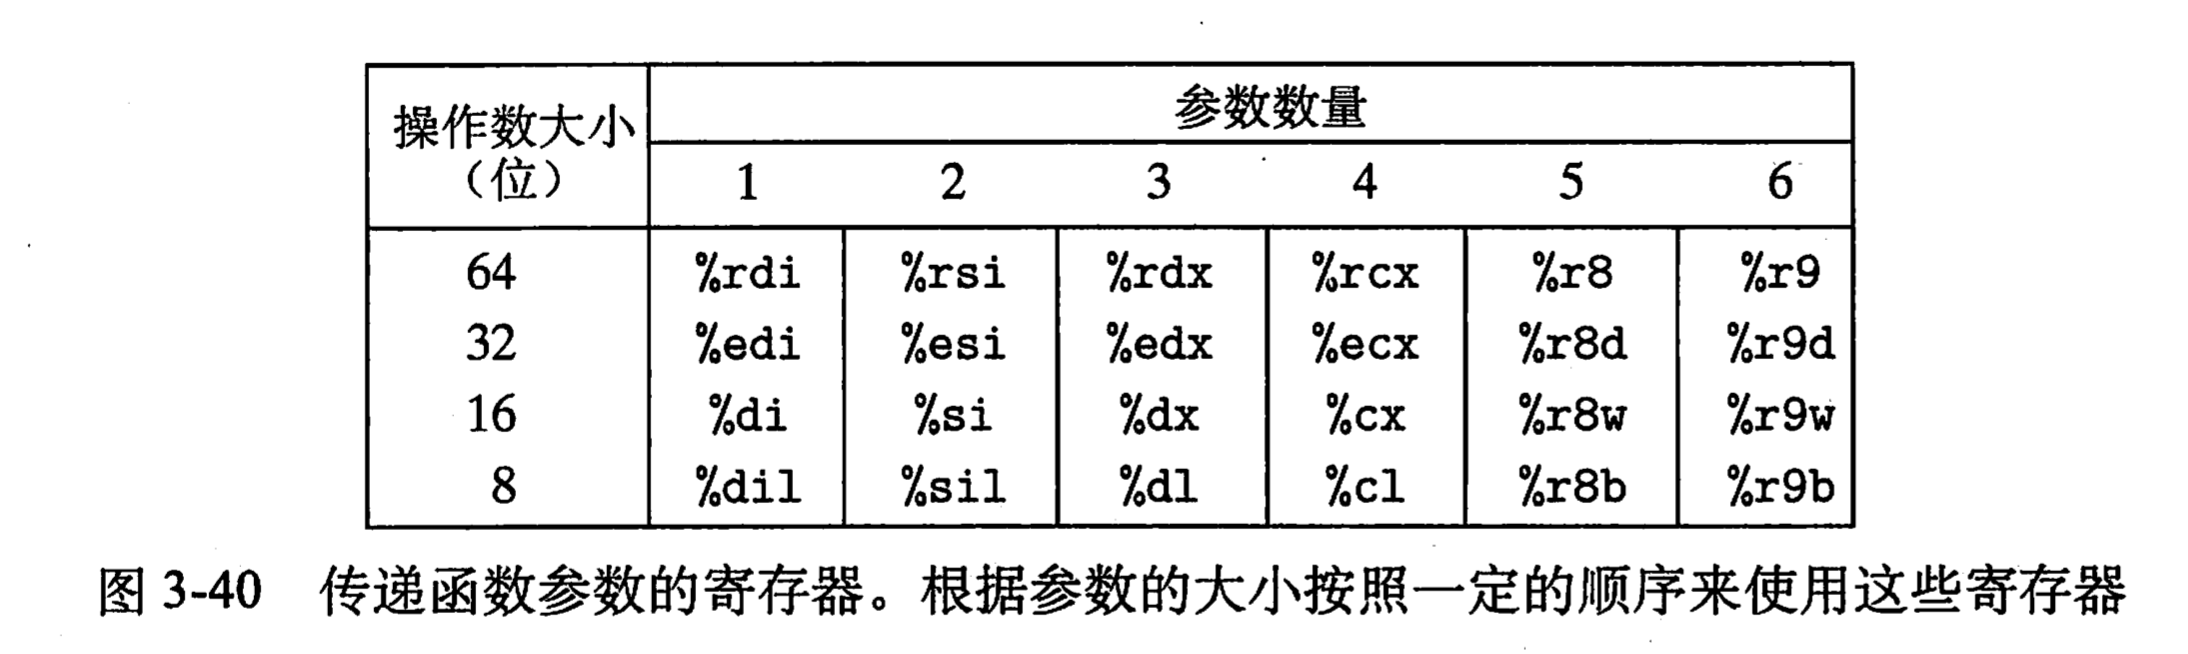 操作数大小
（位）
参数数量
1 2 3 4 5 6
64 %rdi %rsi %rdx %rcx %r8 %r9
32 %edi %esi %edx %ecx %r8d %r9d
16 %di %si %dx %cx %r8w %r9w
8 %dil %sil %dl %cl %r8b %r9b
图 3-40 传递函数参数的寄存器。根据参数的大小按照一定的顺序来使用这些寄存器